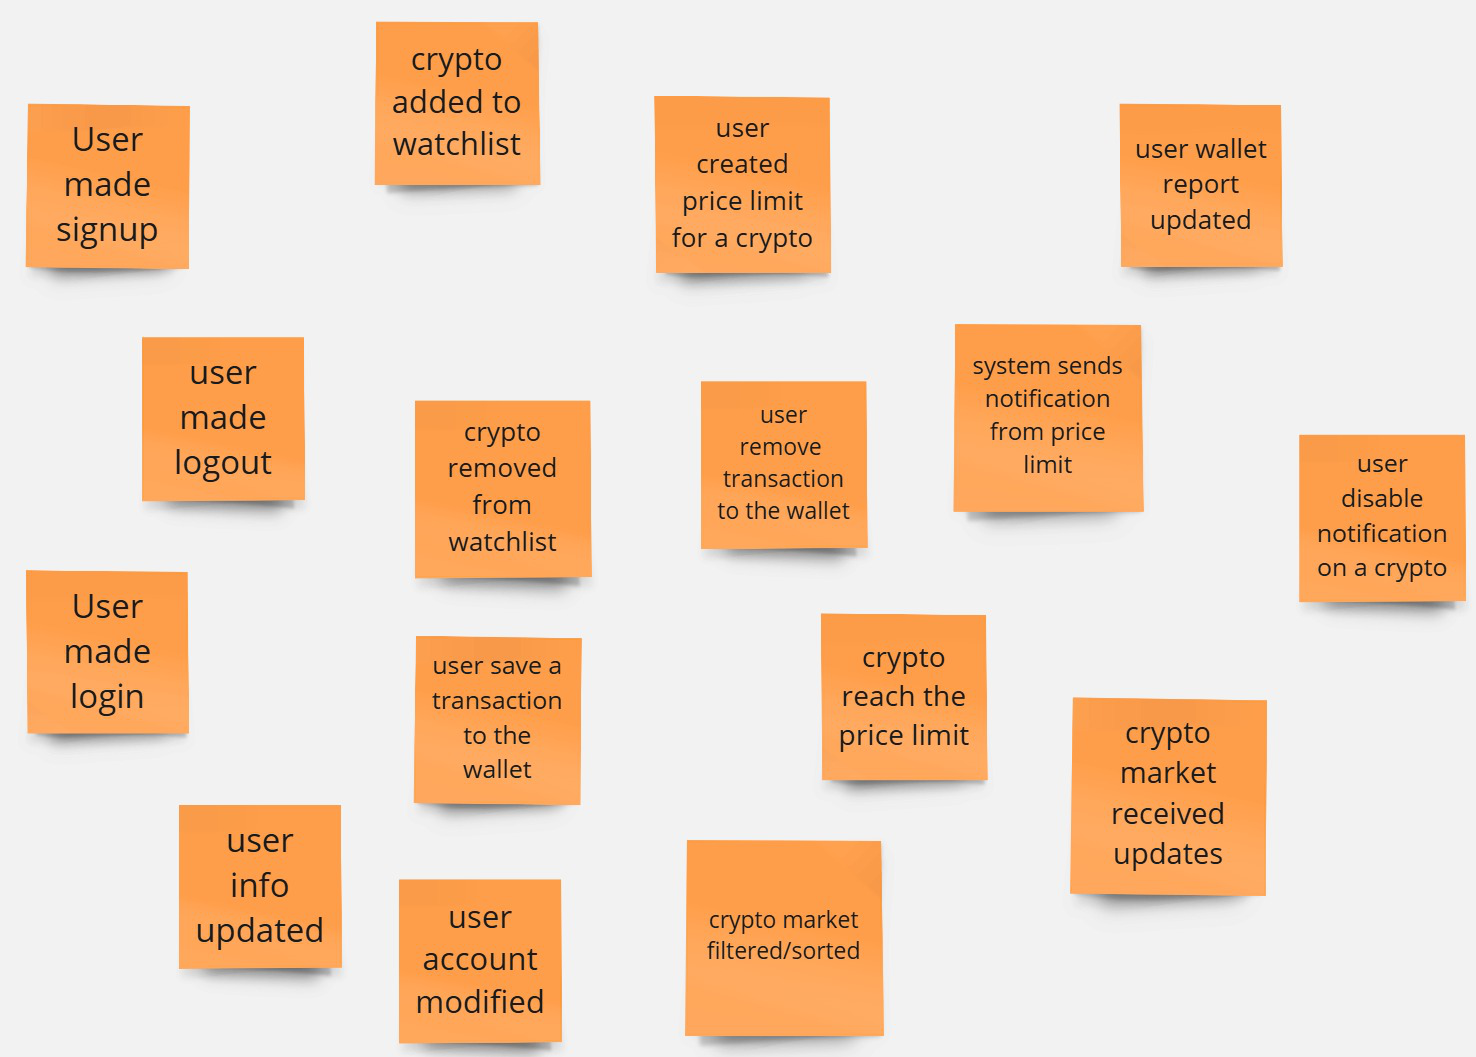 User
made
signup
crypto
added to
watchlist
user
created
price limit
for a crypto
user wallet
report
updated
user
made
logout
crypto
removed
from
watchlist
user
remove
transaction
to the wallet
system sends
notification
from price
limit
user
disable
notification
on a crypto
User
made
login
user save a
transaction
to the
wallet
crypto
reach the
price limit
crypto
market
received
updates
user
info
updated
user
account
modified
crypto market
filtered/sorted